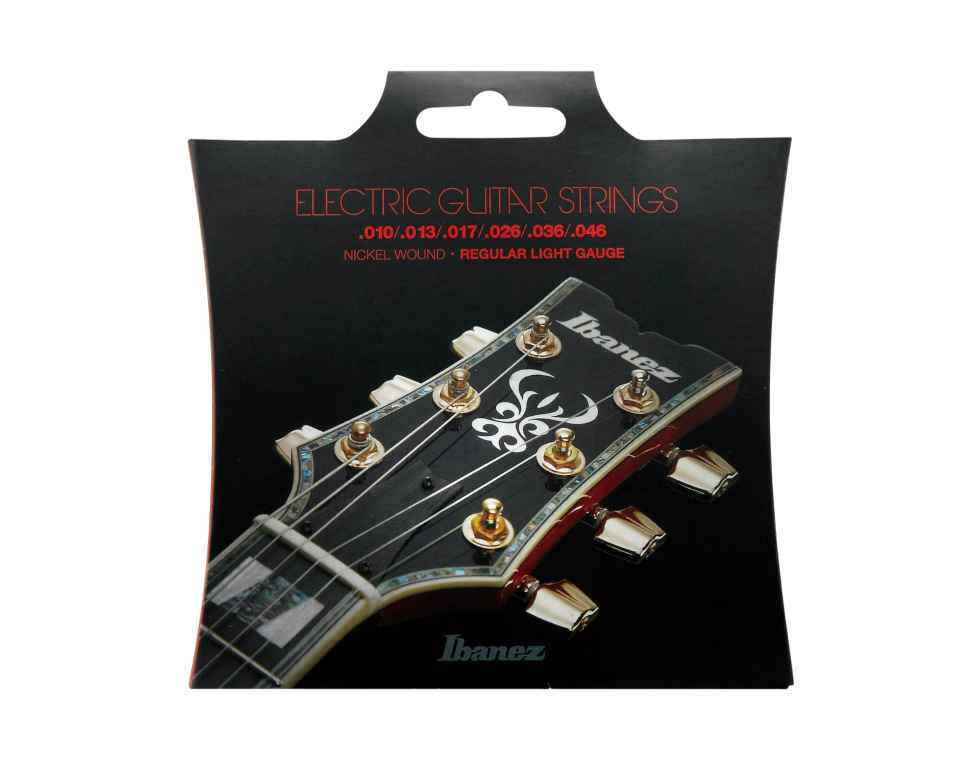 ELECTRIC GUITAR STRINGS
.010/.013/.017/.026/.036/.046
NICKEL WOUND • REGULAR LIGHT GAUGE
Ibanez
Ibanez